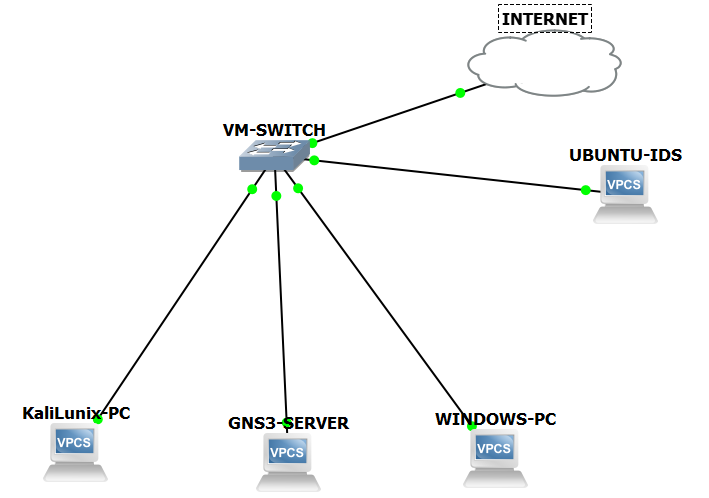 INTERNET
VM-SWITCH
UBUNTU-IDS
VPCS
KaliLunix-PC
GNS3-SERVER
WINDOWS-PC
VPCS
VPCS
VPCS